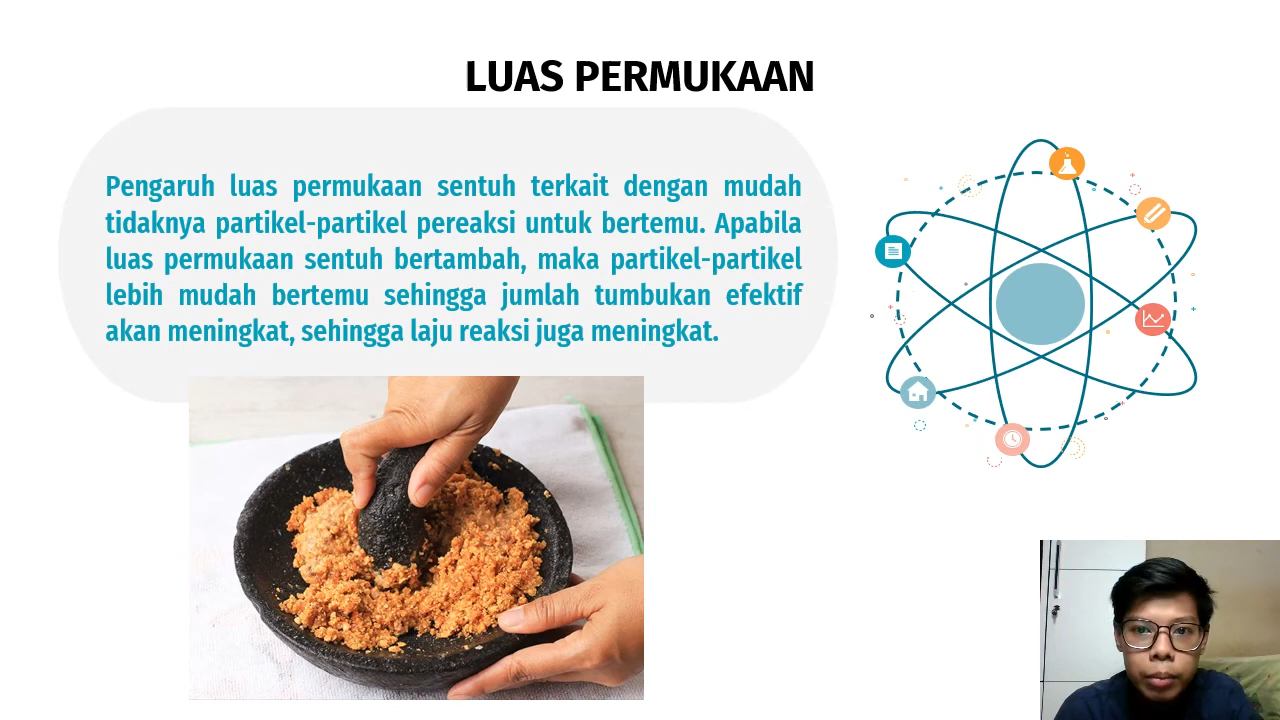 LUAS PERMUKAAN
Pengaruh luas permukaan sentuh terkait dengan mudah
tidaknya partikel-partikel pereaksi untuk bertemu. Apabila
luas permukaan sentuh bertambah, maka partikel-partikel
lebih mudah bertemu sehingga jumlah tumbukan efektif
akan meningkat, sehingga laju reaksi juga meningkat.